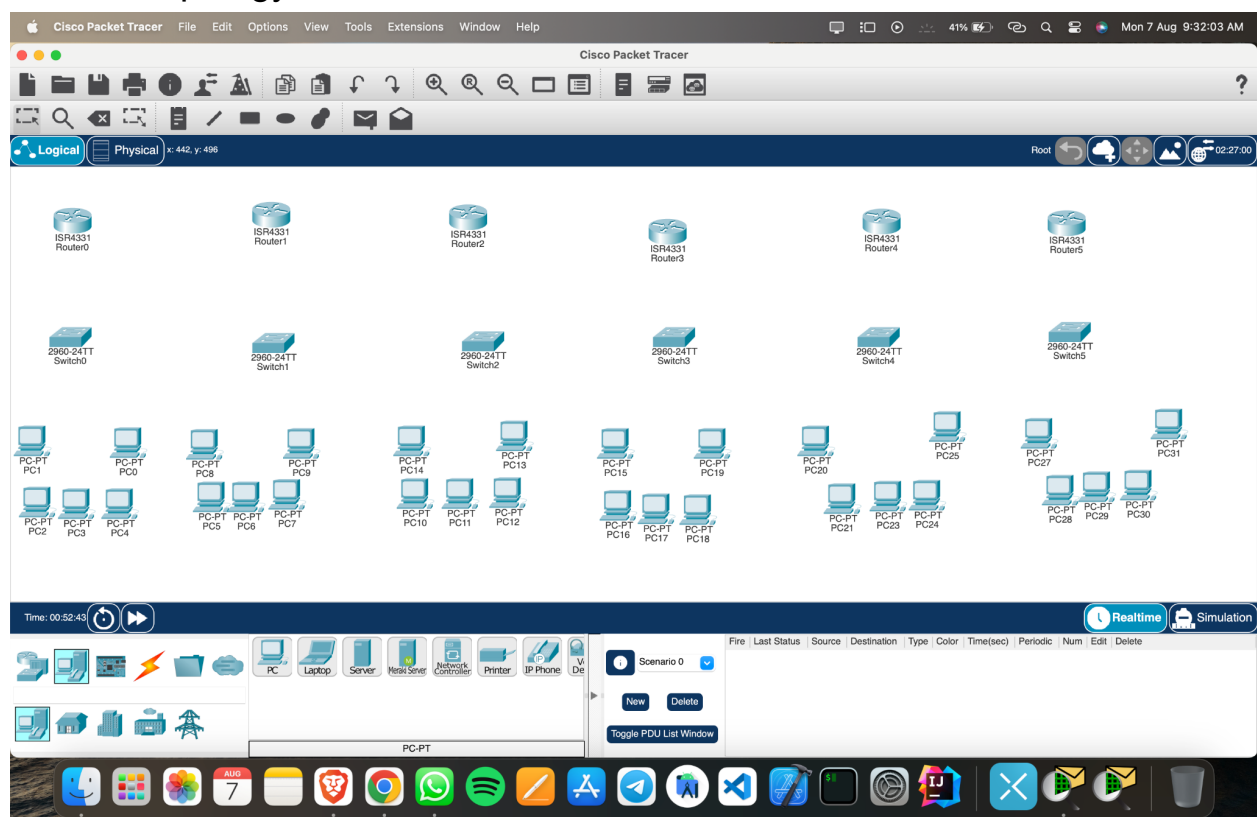 Cisco Packet Tracer File Edit Options View Tools Extensions Window Help 41% Mon 7 Aug 9:32:03 AM
Cisco Packet Tracer
?
Logical Physical x: 442, y: 496 Root 02:27:00
ISR4331 Router0
ISR4331 Router1
ISR4331 Router2
ISR4331 Router3
ISR4331 Router4
ISR4331 Router5
2960-24TT Switch0
2960-24TT Switch1
2960-24TT Switch2
2960-24TT Switch3
2960-24TT Switch4
2960-24TT Switch5
PC-PT PC1
PC-PT PC0
PC-PT PC8
PC-PT PC9
PC-PT PC14
PC-PT PC13
PC-PT PC15
PC-PT PC19
PC-PT PC20
PC-PT PC25
PC-PT PC27
PC-PT PC31
PC-PT PC2
PC-PT PC3
PC-PT PC4
PC-PT PC5
PC-PT PC6
PC-PT PC7
PC-PT PC10
PC-PT PC11
PC-PT PC12
PC-PT PC16
PC-PT PC17
PC-PT PC18
PC-PT PC21
PC-PT PC23
PC-PT PC24
PC-PT PC28
PC-PT PC29
PC-PT PC30
Time: 00:52:43 Realtime Simulation
PC Laptop Server Meraki Server Network Controller Printer IP Phone
Scenario 0
New Delete
Toggle PDU List Window
Fire Last Status Source Destination Type Color Time(sec) Periodic Num Edit Delete
PC-PT
AUG
7